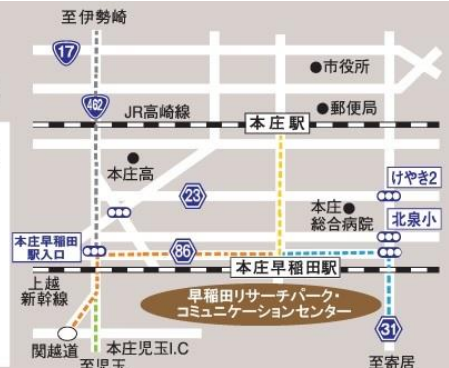 至伊勢崎
17
●市役所
462
JR高崎線
●郵便局
本庄駅
本庄高
けやき2
23
本庄●
総合病院
北泉小
本庄早稲田
駅入口
86
本庄早稲田駅
上越
新幹線
早稲田リサーチパーク・
コミュニケーションセンター
31
関越道
本庄児玉I.C
至児玉
至寄居